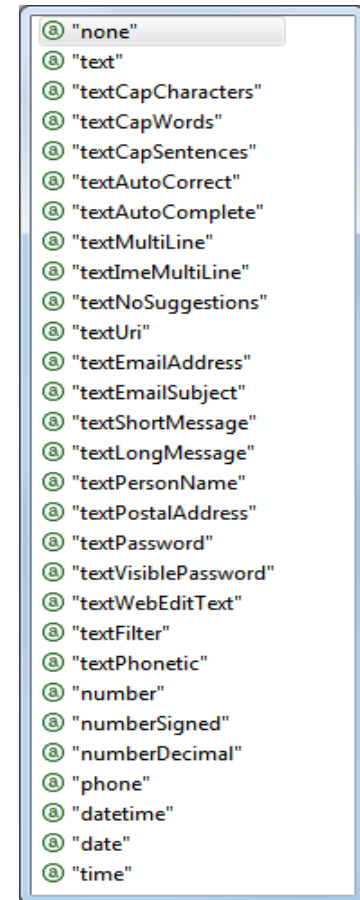 @ "none"
@ "text"
@ "textCapCharacters"
@ "textCapWords"
@ "textCapSentences"
@ "textAutoCorrect"
@ "textAutoComplete"
@ "textMultiLine"
@ "textImeMultiLine"
@ "textNoSuggestions"
@ "textUri"
@ "textEmailAddress"
@ "textEmailSubject"
@ "textShortMessage"
@ "textLongMessage"
@ "textPersonName"
@ "textPostalAddress"
@ "textPassword"
@ "textVisiblePassword"
@ "textWebEditText"
@ "textFilter"
@ "textPhonetic"
@ "number"
@ "numberSigned"
@ "numberDecimal"
@ "phone"
@ "datetime"
@ "date"
@ "time"